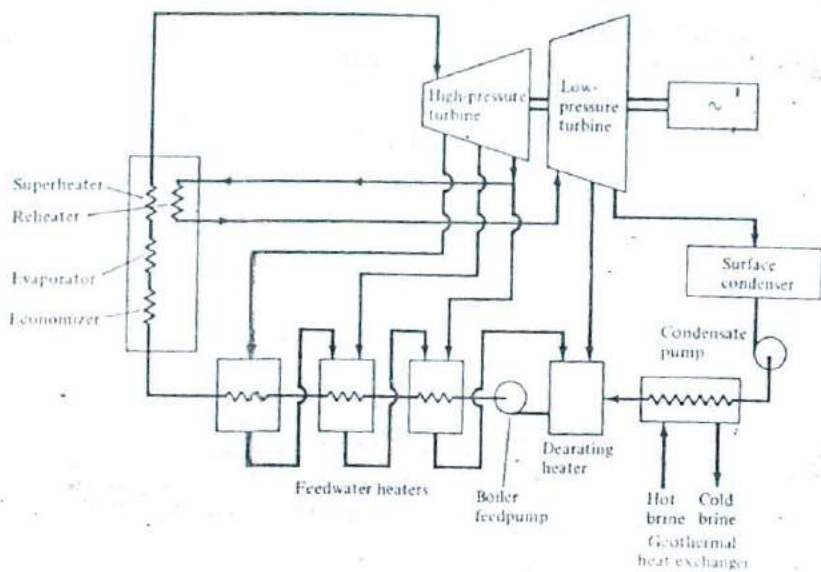 High-pressure
turbine
Low-
pressure
turbine
~
Superheater
Reheater
Evaporator
Economizer
Surface
condenser
Condensate
pump
Feedwater heaters
Boiler
feedpump
Dearating
heater
Hot
brine
Cold
brine
Geothermal
heat exchanger